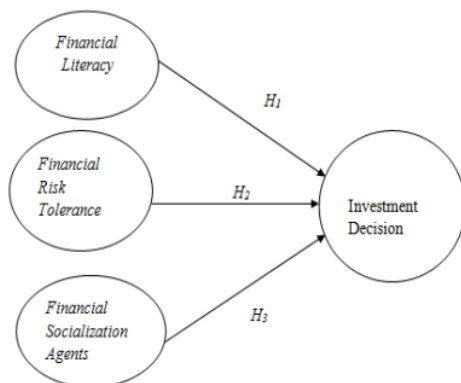 Financial
Literacy
H1
Financial
Risk
Tolerance
H2
Investment
Decision
Financial
Socialization
Agents
H3